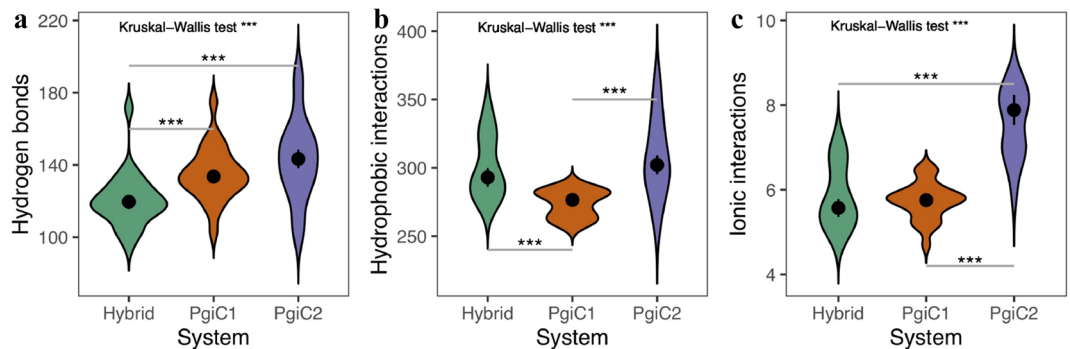 a
Kruskal–Wallis test ***
Hydrogen bonds
220
180
140
100
***
***
Hybrid PgiC1 PgiC2
System
b
Kruskal–Wallis test ***
Hydrophobic interactions
400
350
300
250
***
***
Hybrid PgiC1 PgiC2
System
c
Kruskal–Wallis test ***
Ionic interactions
10
8
6
4
***
***
Hybrid PgiC1 PgiC2
System